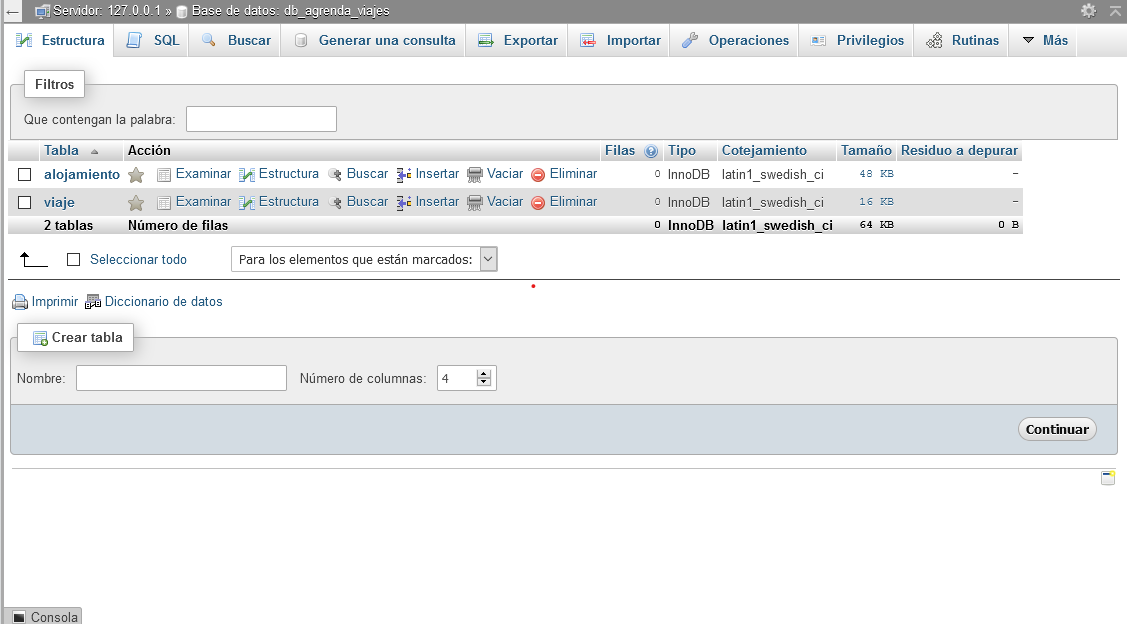 Servidor: 127.0.0.1 » Base de datos: db_agrenda_viajes
Estructura SQL Buscar Generar una consulta Exportar Importar Operaciones Privilegios Rutinas Más
Filtros
Que contengan la palabra:
Tabla Acción Filas Tipo Cotejamiento Tamaño Residuo a depurar
alojamiento Examinar Estructura Buscar Insertar Vaciar Eliminar 0 InnoDB latin1_swedish_ci 48 KB -
viaje Examinar Estructura Buscar Insertar Vaciar Eliminar 0 InnoDB latin1_swedish_ci 16 KB -
2 tablas Número de filas 0 InnoDB latin1_swedish_ci 64 KB 0 B
Seleccionar todo Para los elementos que están marcados:
Imprimir Diccionario de datos
Crear tabla
Nombre: Número de columnas: 4
Continuar
Consola